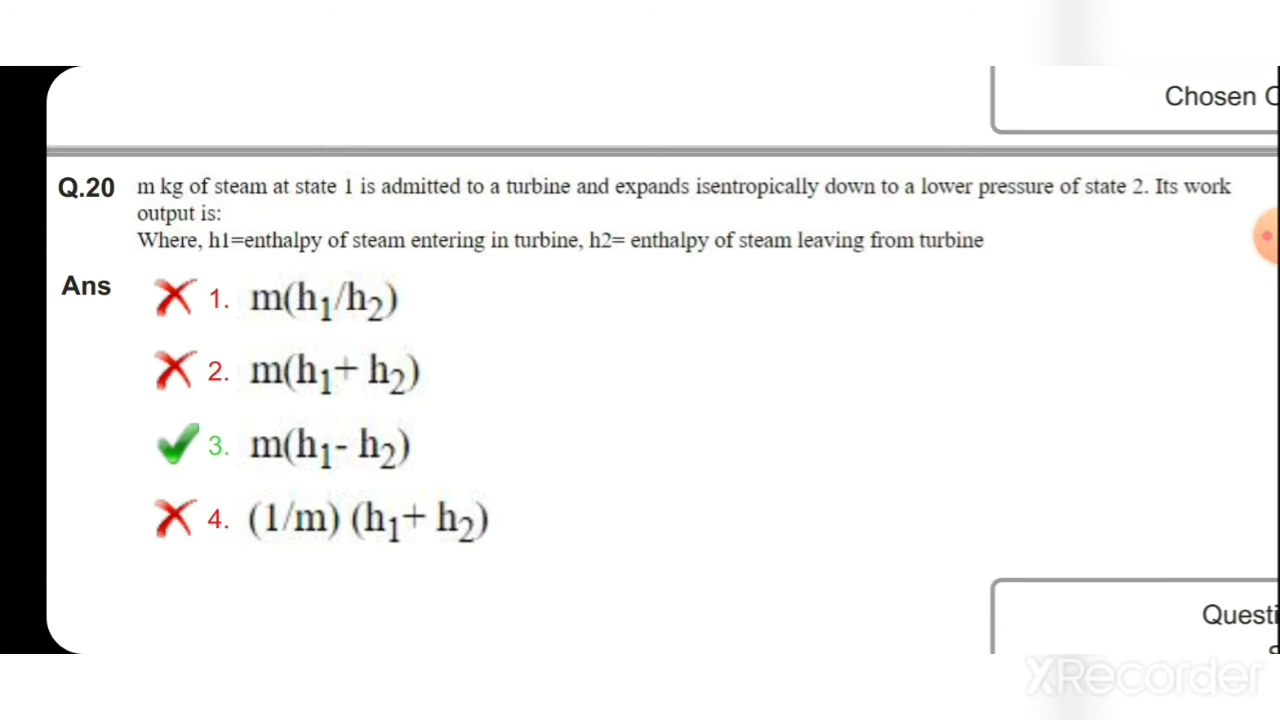 Chosen
Q.20 m kg of steam at state 1 is admitted to a turbine and expands isentropically down to a lower pressure of state 2. Its work
output is:
Where, h1=enthalpy of steam entering in turbine, h2= enthalpy of steam leaving from turbine
Ans
1. m(h₁/h₂)
2. m(h₁+ h₂)
3. m(h₁- h₂)
4. (1/m) (h₁+ h₂)
Questi
XRecorder